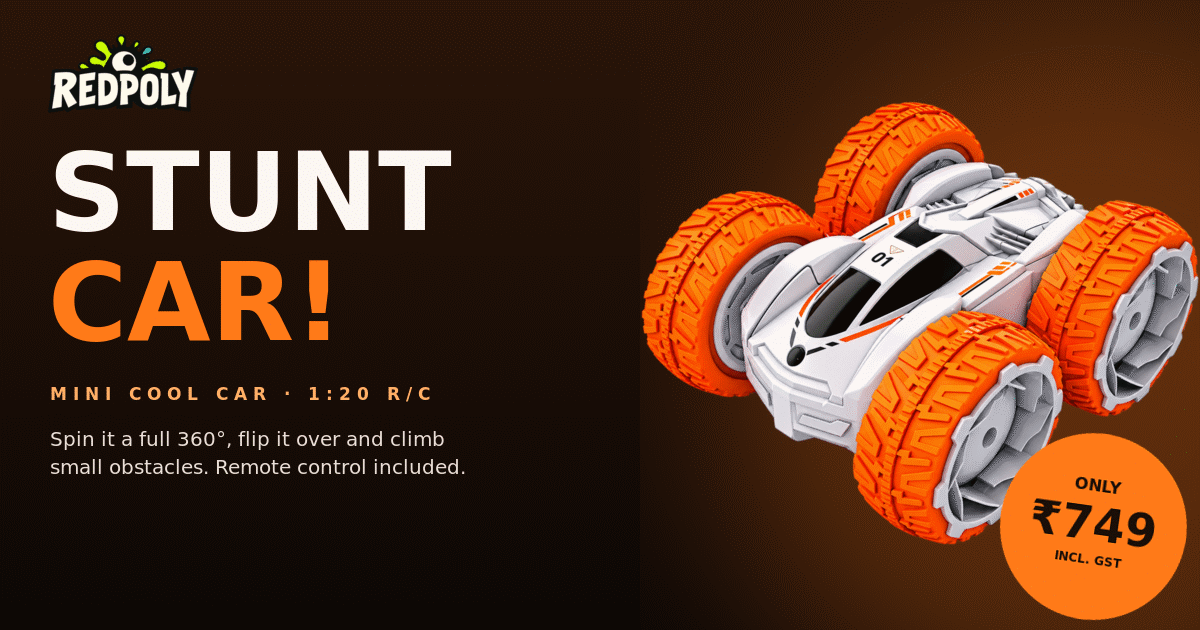 REDPOLY
STUNT
CAR!
MINI COOL CAR · 1:20 R/C
Spin it a full 360°, flip it over and climb
small obstacles. Remote control included.
01
ONLY
₹749
INCL. GST